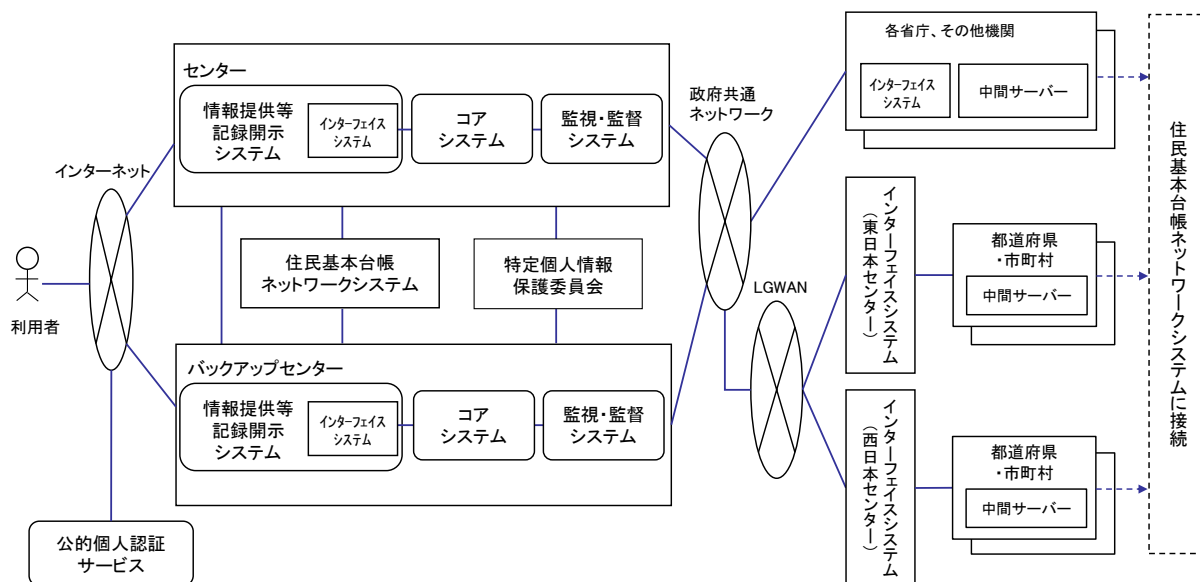 センター
情報提供等
記録開示
システム
インターフェイス
システム
コア
システム
監視・監督
システム
インターネット
利用者
住民基本台帳
ネットワークシステム
特定個人情報
保護委員会
バックアップセンター
情報提供等
記録開示
システム
インターフェイス
システム
コア
システム
監視・監督
システム
公的個人認証
サービス
政府共通
ネットワーク
LGWAN
各省庁、その他機関
インターフェイス
システム
中間サーバー
インターフェイスシステム
(東日本センター)
都道府県
・市町村
中間サーバー
インターフェイスシステム
(西日本センター)
都道府県
・市町村
中間サーバー
住民基本台帳ネットワークシステムに接続